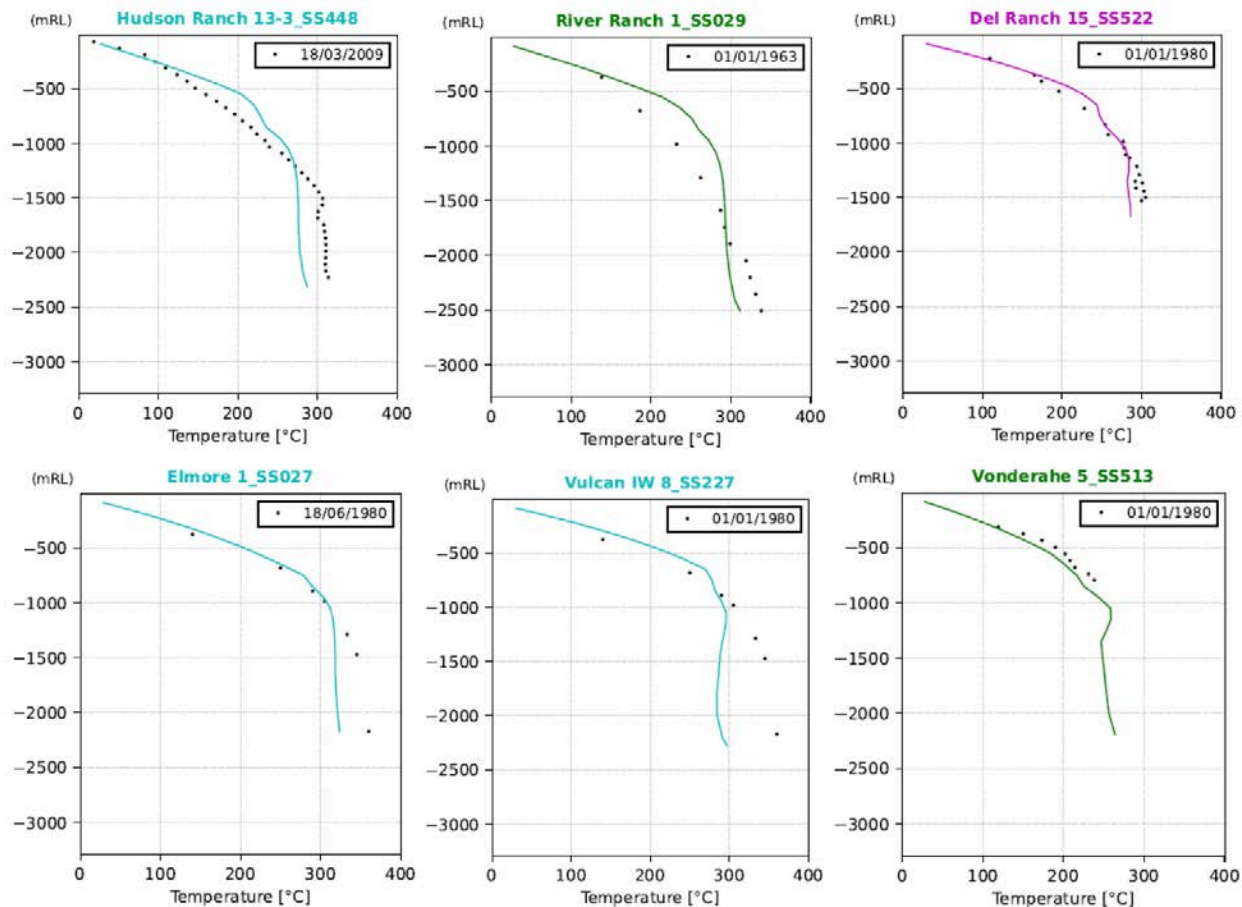 Hudson Ranch 13-3_SS448
(mRL)
18/03/2009
−500
−1000
−1500
−2000
−2500
−3000
0 100 200 300 400
Temperature [°C]
River Ranch 1_SS029
(mRL)
01/01/1963
−500
−1000
−1500
−2000
−2500
−3000
0 100 200 300 400
Temperature [°C]
Del Ranch 15_SS522
(mRL)
01/01/1980
−500
−1000
−1500
−2000
−2500
−3000
0 100 200 300 400
Temperature [°C]
Elmore 1_SS027
(mRL)
18/06/1980
−500
−1000
−1500
−2000
−2500
−3000
0 100 200 300 400
Temperature [°C]
Vulcan IW 8_SS227
(mRL)
01/01/1980
−500
−1000
−1500
−2000
−2500
−3000
0 100 200 300 400
Temperature [°C]
Vonderahe 5_SS513
(mRL)
01/01/1980
−500
−1000
−1500
−2000
−2500
−3000
0 100 200 300 400
Temperature [°C]